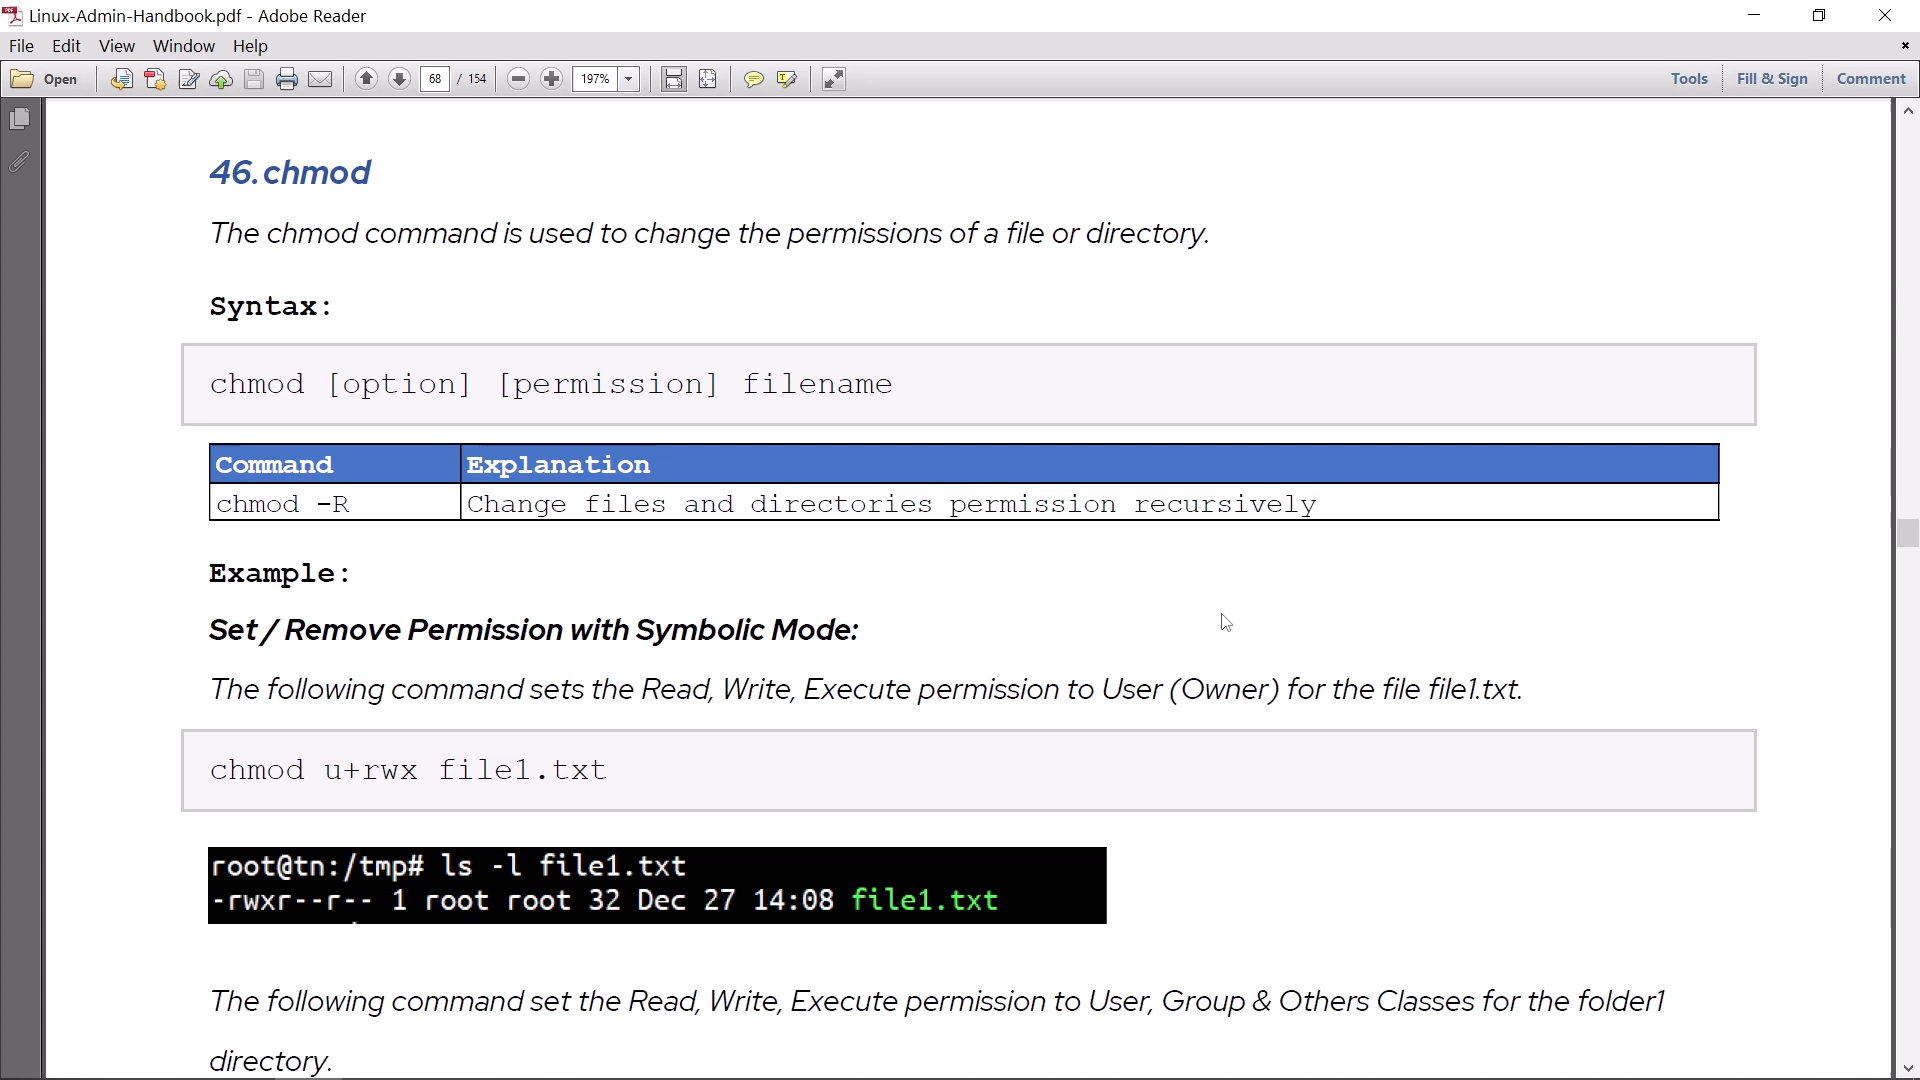 Linux-Admin-Handbook.pdf - Adobe Reader
File Edit View Window Help
Open 68 / 154 197% Tools Fill & Sign Comment
46.chmod
The chmod command is used to change the permissions of a file or directory.
Syntax:
chmod [option] [permission] filename
Command Explanation
chmod -R Change files and directories permission recursively
Example:
Set / Remove Permission with Symbolic Mode:
The following command sets the Read, Write, Execute permission to User (Owner) for the file file1.txt.
chmod u+rwx file1.txt
root@tn:/tmp# ls -l file1.txt
-rwxr--r-- 1 root root 32 Dec 27 14:08 file1.txt
The following command set the Read, Write, Execute permission to User, Group & Others Classes for the folder1
directory.